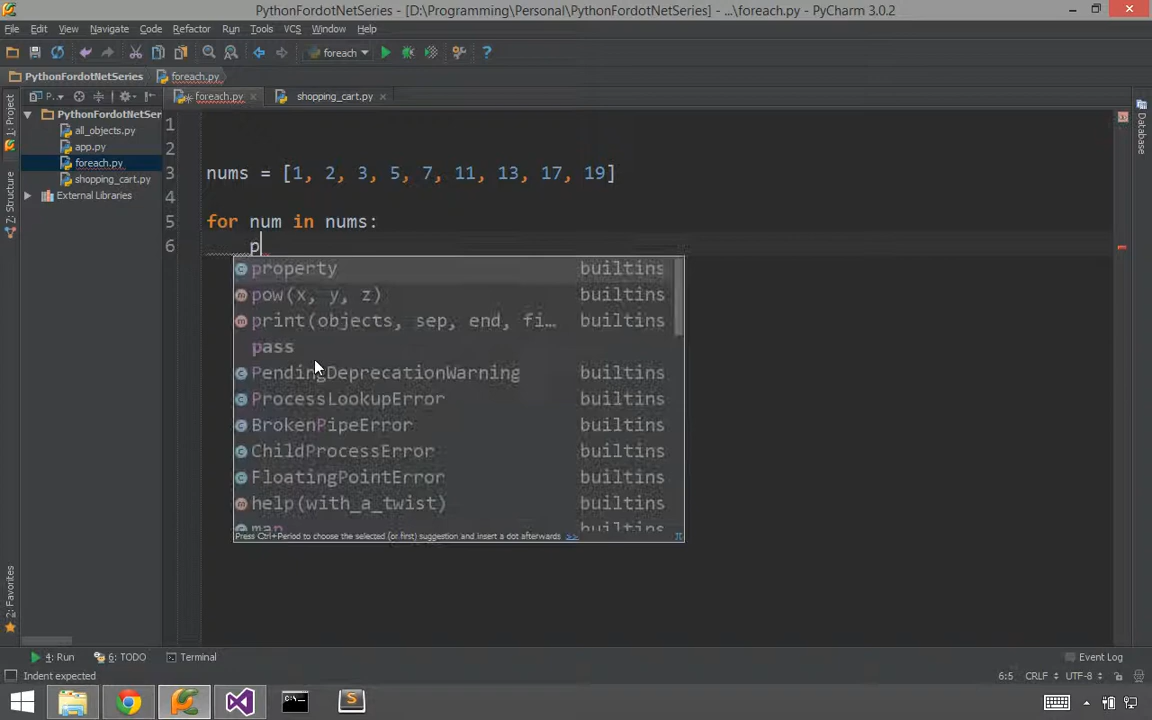 PythonFordotNetSeries - [D:\Programming\Personal\PythonFordotNetSeries] - ...\foreach.py - PyCharm 3.0.2
File Edit View Navigate Code Refactor Run Tools VCS Window Help
foreach
PythonFordotNetSeries foreach.py
1: Project
P..
foreach.py
shopping_cart.py
Database
PythonFordotNetSer
all_objects.py
app.py
foreach.py
shopping_cart.py
External Libraries
7: Structure
2: Favorites
1
2
3 nums = [1, 2, 3, 5, 7, 11, 13, 17, 19]
4
5 for num in nums:
6 p
property builtins
pow(x, y, z) builtins
print(objects, sep, end, fi... builtins
pass
PendingDeprecationWarning builtins
ProcessLookupError builtins
BrokenPipeError builtins
ChildProcessError builtins
FloatingPointError builtins
help(with_a_twist) builtins
map builtins
Press Ctrl+Period to choose the selected (or first) suggestion and insert a dot afterwards >> π
4: Run 6: TODO Terminal Event Log
Indent expected 6:5 CRLF UTF-8